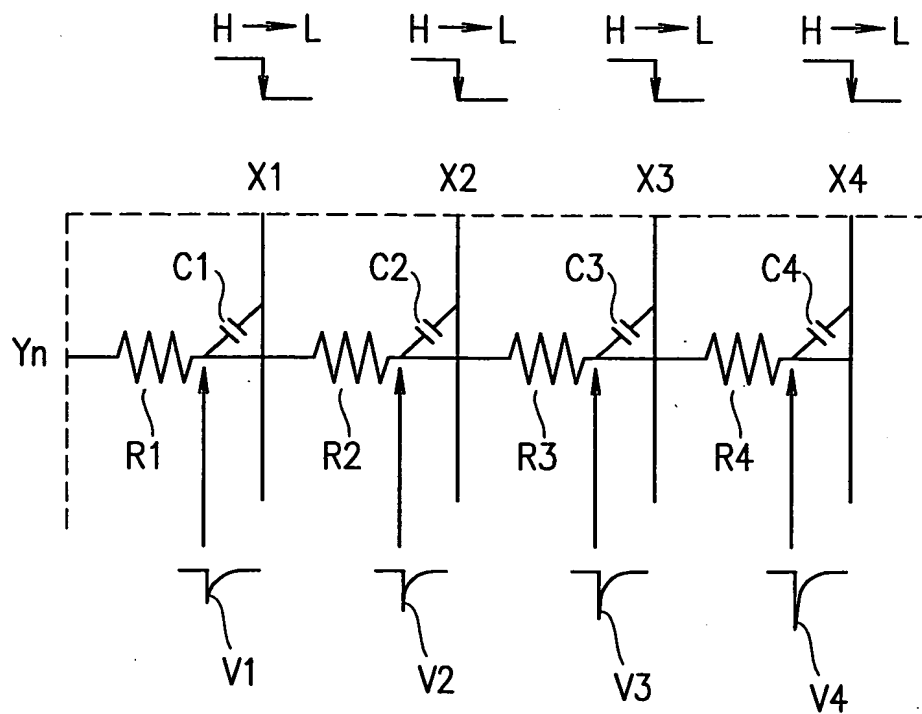 H → L H → L H → L H → L
X1 X2 X3 X4
C1 C2 C3 C4
Yn
R1 R2 R3 R4
V1 V2 V3 V4